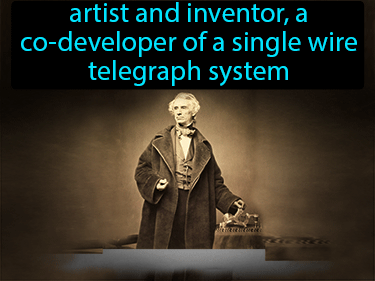 artist and inventor, a
co-developer of a single wire
telegraph system